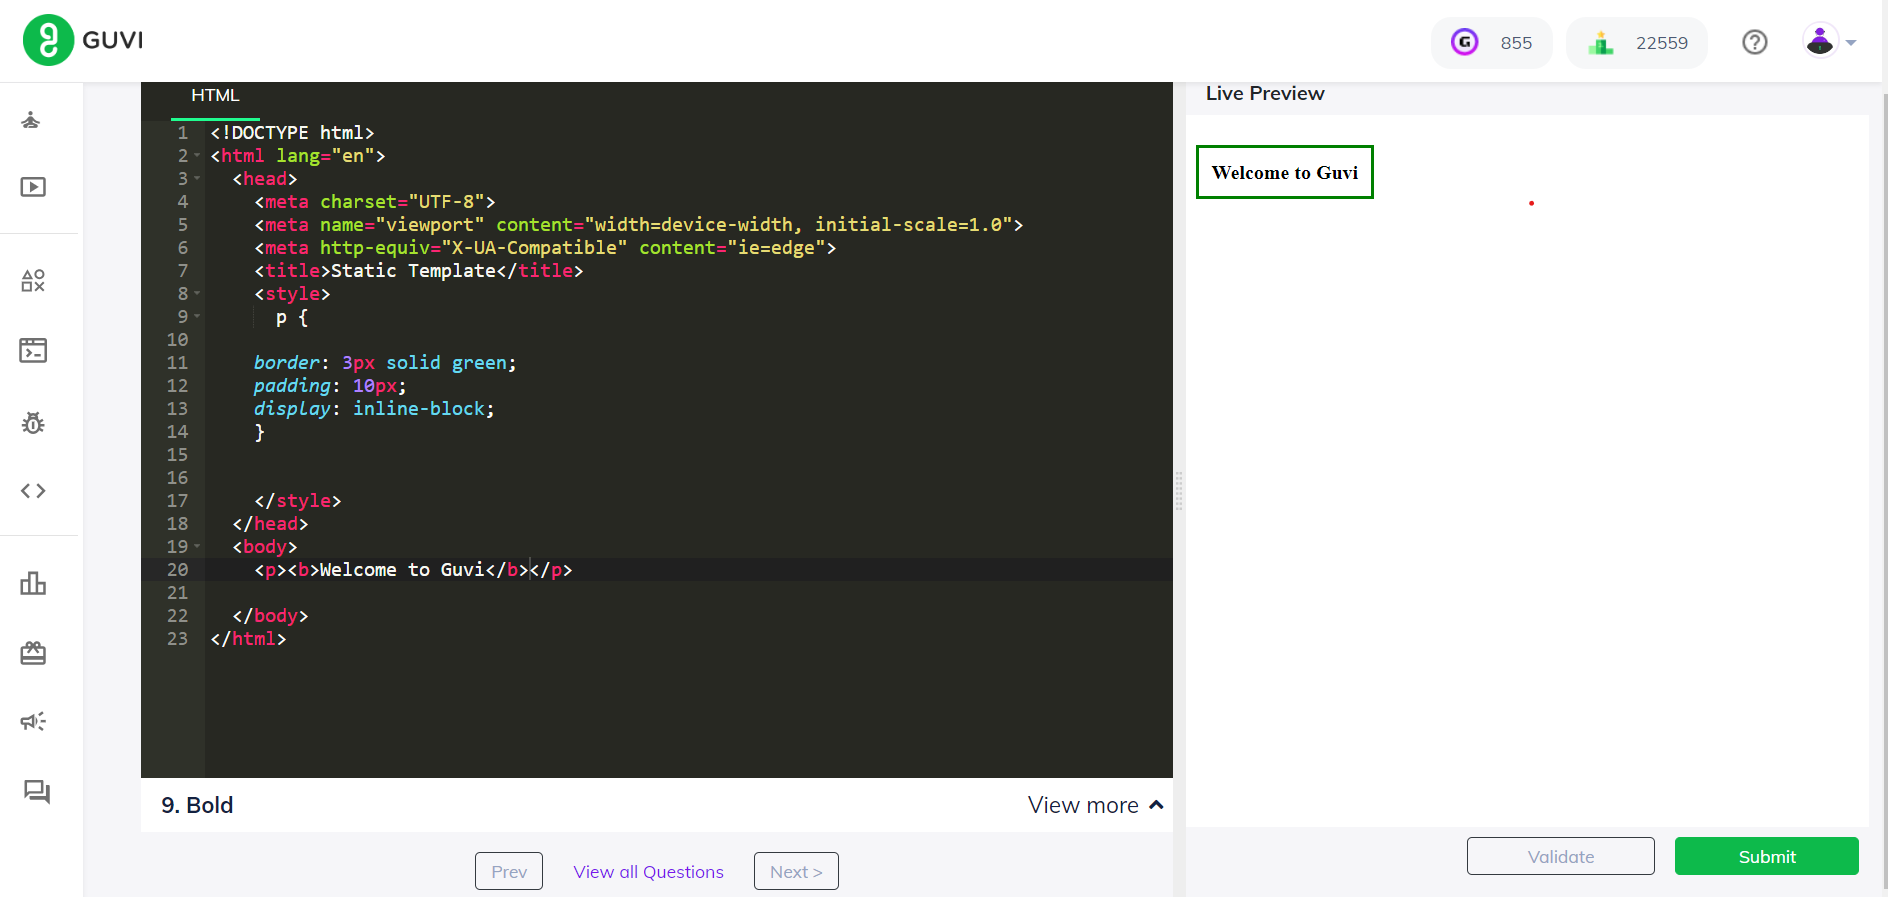 GUVI
855
22559
HTML
Live Preview
1 <!DOCTYPE html>
2 <html lang="en">
3 <head>
4 <meta charset="UTF-8">
5 <meta name="viewport" content="width=device-width, initial-scale=1.0">
6 <meta http-equiv="X-UA-Compatible" content="ie=edge">
7 <title>Static Template</title>
8 <style>
9 p {
10
11 border: 3px solid green;
12 padding: 10px;
13 display: inline-block;
14 }
15
16
17 </style>
18 </head>
19 <body>
20 <p><b>Welcome to Guvi</b></p>
21
22 </body>
23 </html>
Welcome to Guvi
9. Bold
View more
Prev
View all Questions
Next >
Validate
Submit